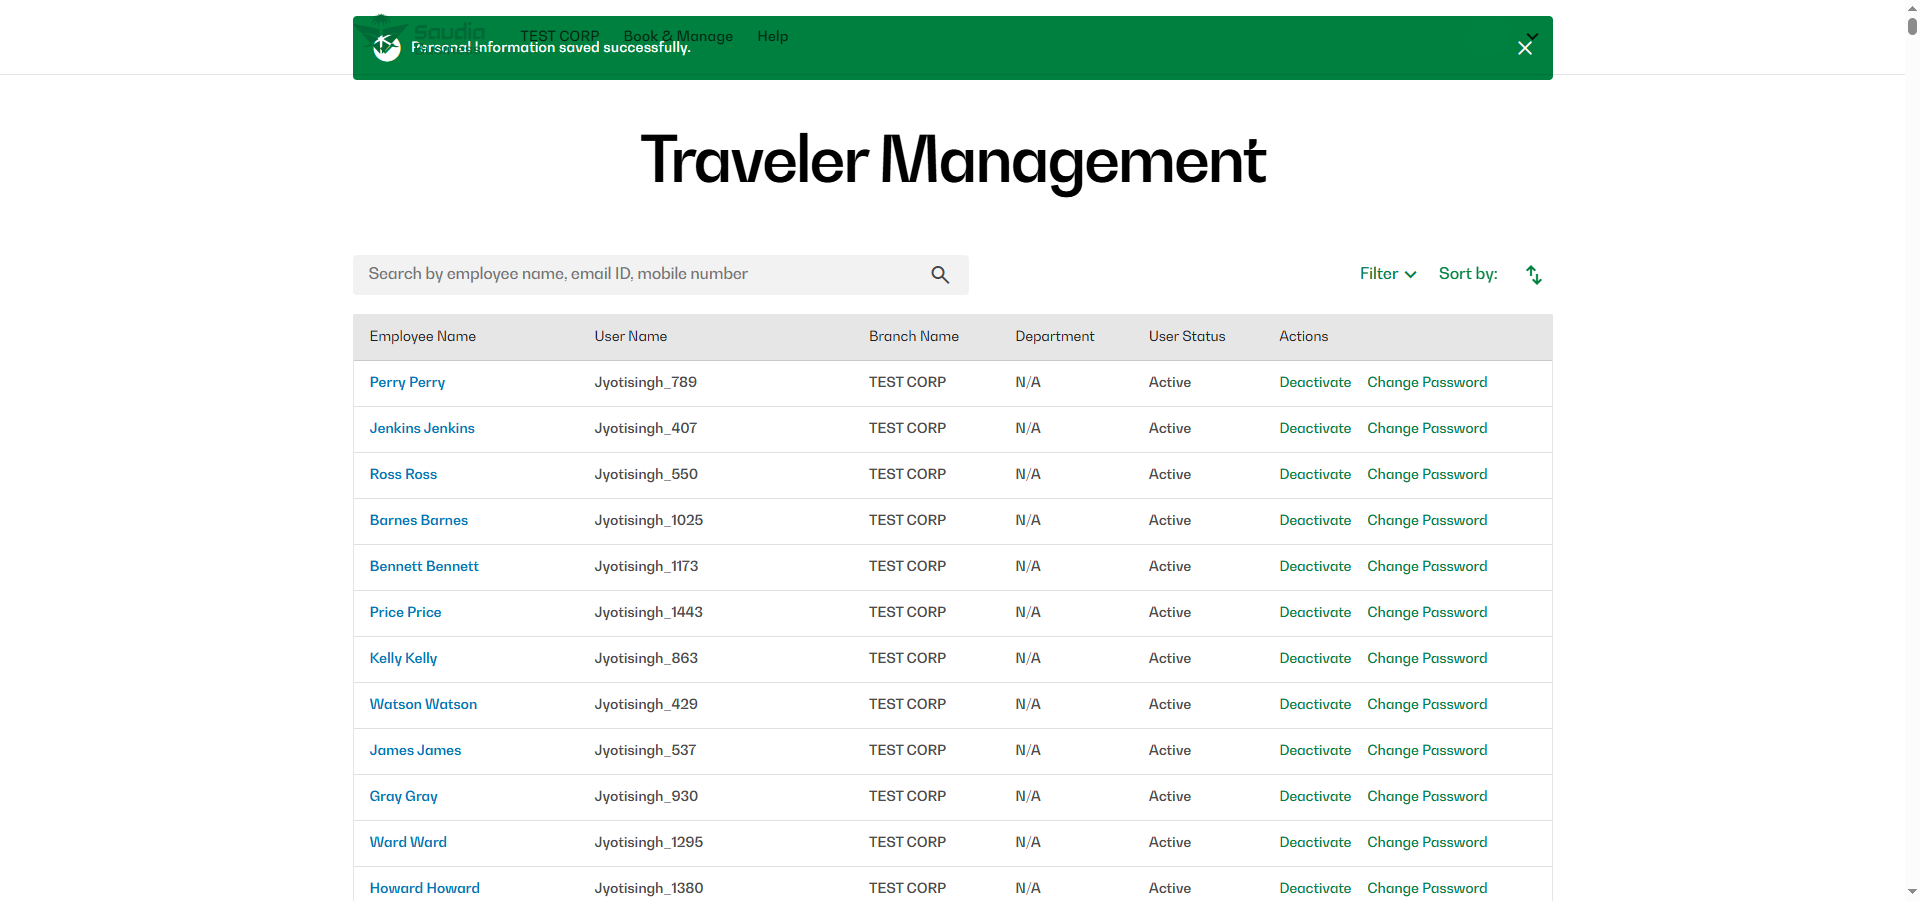 Saudia
TEST CORP Book & Manage Help
Personal Information saved successfully.
Traveler Management
Search by employee name, email ID, mobile number
Filter Sort by:
Employee Name User Name Branch Name Department User Status Actions
Perry Perry Jyotisingh_789 TEST CORP N/A Active Deactivate Change Password
Jenkins Jenkins Jyotisingh_407 TEST CORP N/A Active Deactivate Change Password
Ross Ross Jyotisingh_550 TEST CORP N/A Active Deactivate Change Password
Barnes Barnes Jyotisingh_1025 TEST CORP N/A Active Deactivate Change Password
Bennett Bennett Jyotisingh_1173 TEST CORP N/A Active Deactivate Change Password
Price Price Jyotisingh_1443 TEST CORP N/A Active Deactivate Change Password
Kelly Kelly Jyotisingh_863 TEST CORP N/A Active Deactivate Change Password
Watson Watson Jyotisingh_429 TEST CORP N/A Active Deactivate Change Password
James James Jyotisingh_537 TEST CORP N/A Active Deactivate Change Password
Gray Gray Jyotisingh_930 TEST CORP N/A Active Deactivate Change Password
Ward Ward Jyotisingh_1295 TEST CORP N/A Active Deactivate Change Password
Howard Howard Jyotisingh_1380 TEST CORP N/A Active Deactivate Change Password